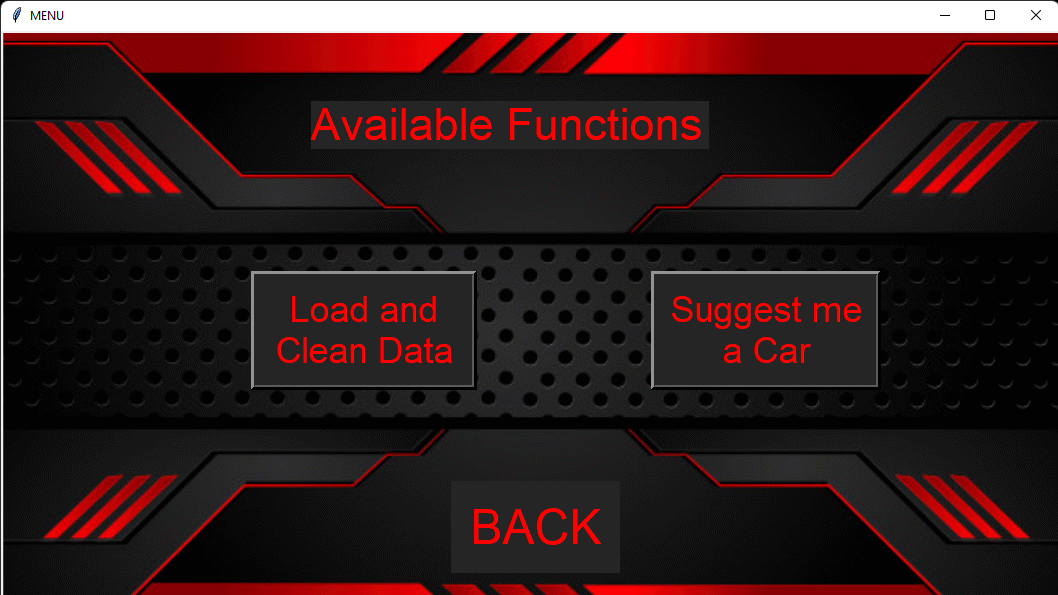 MENU
Available Functions
Load and
Clean Data
Suggest me
a Car
BACK